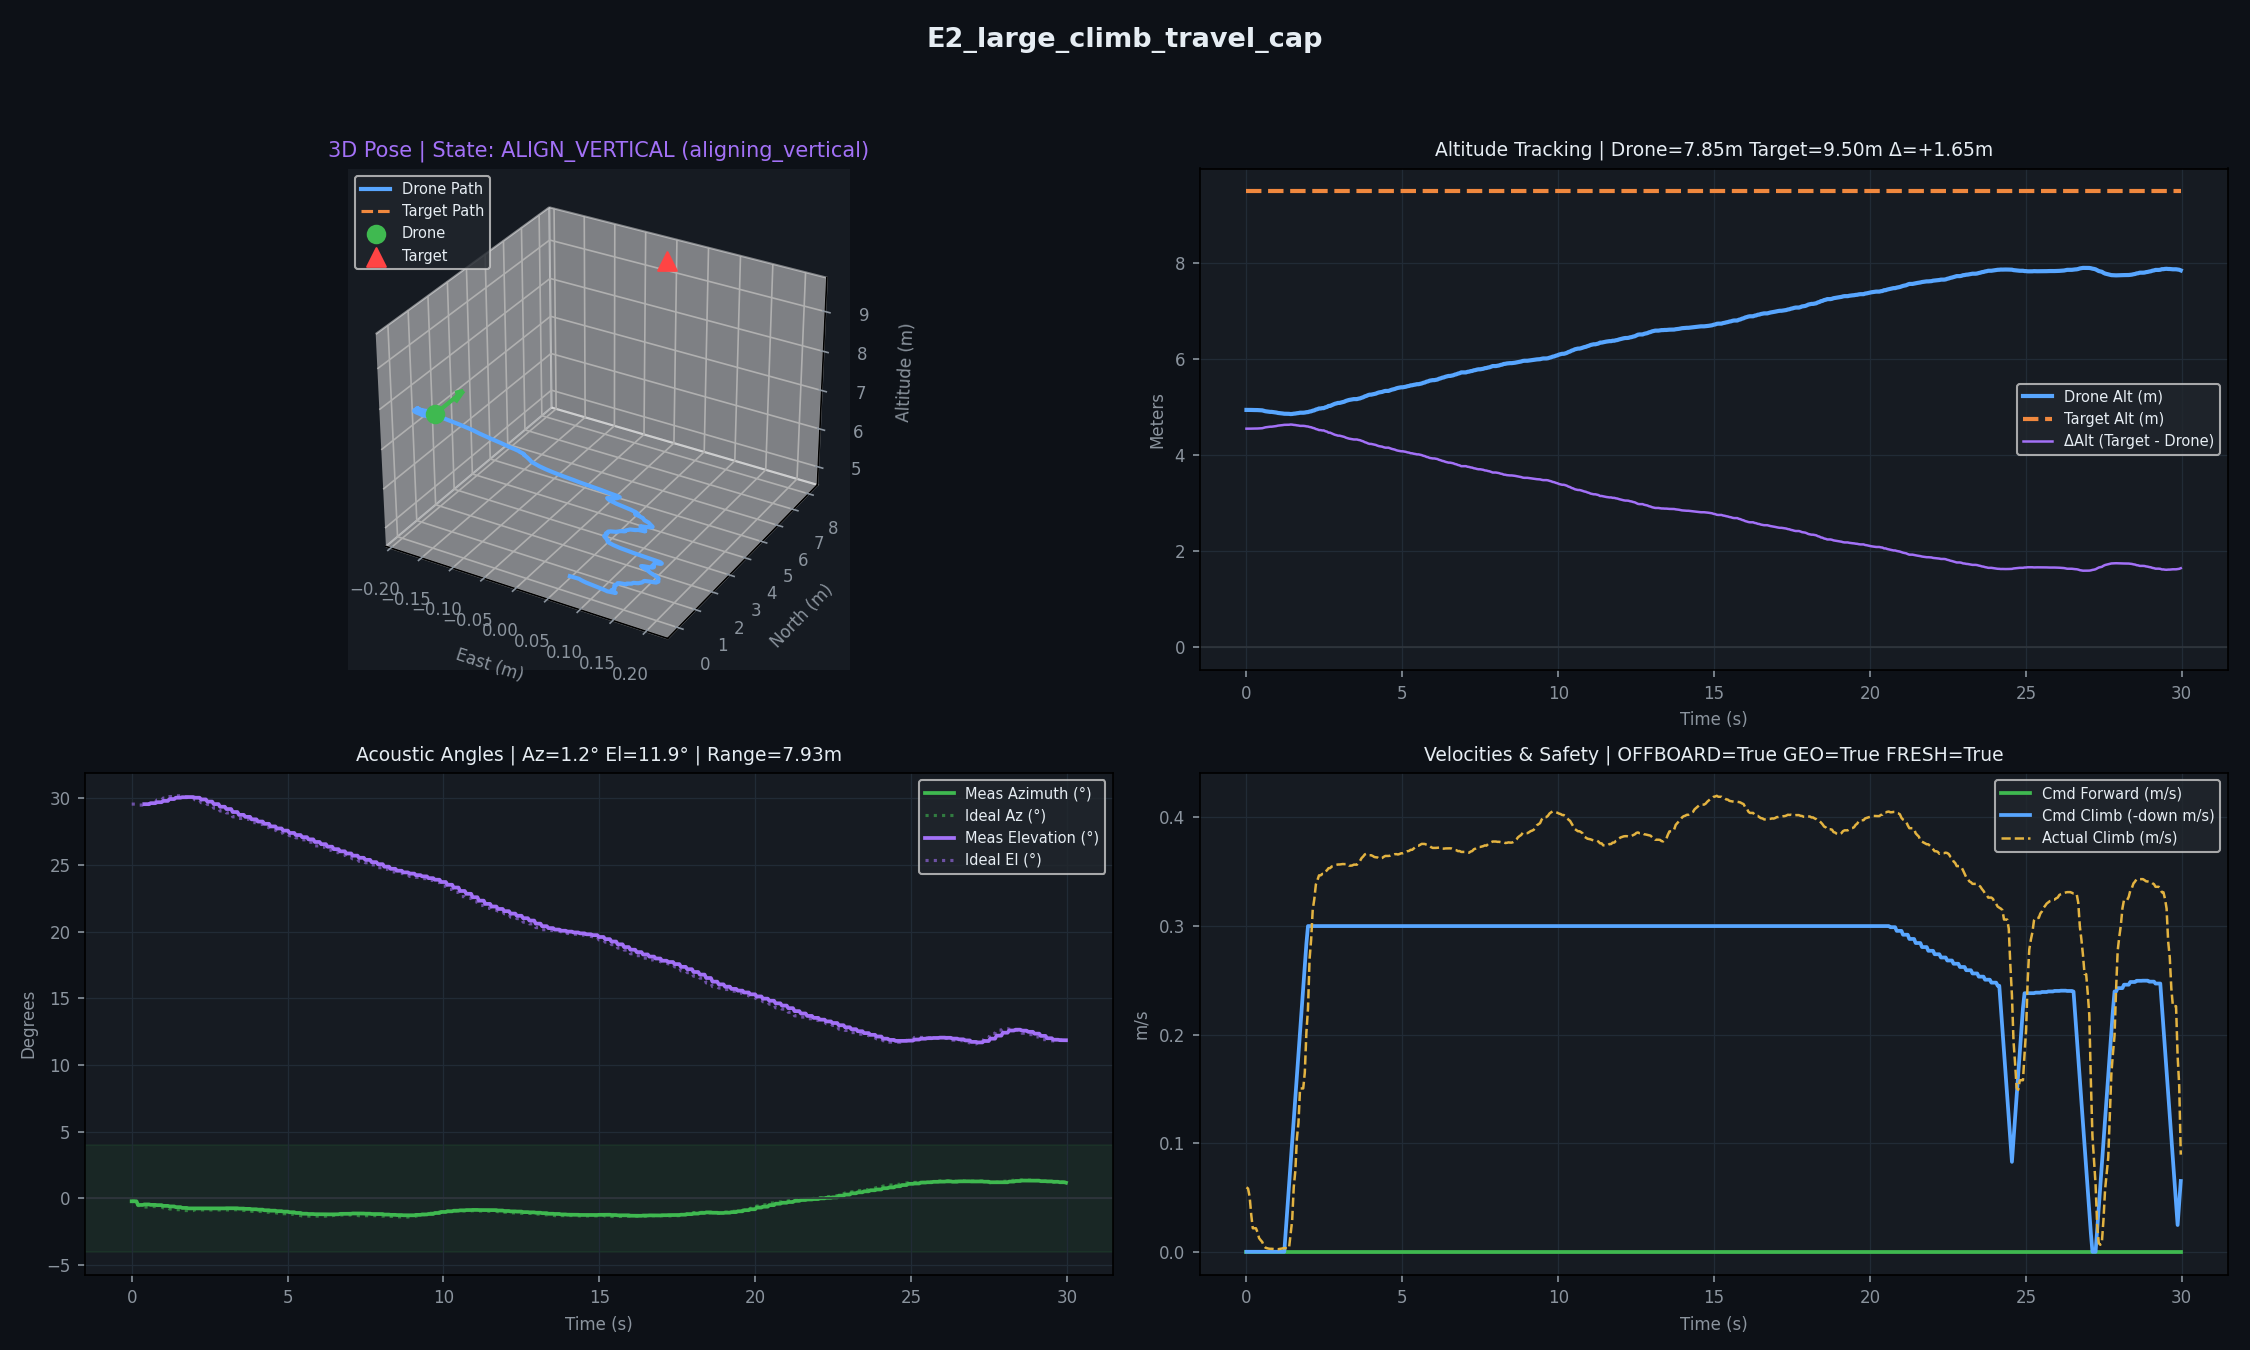 E2_large_climb_travel_cap
3D Pose | State: ALIGN_VERTICAL (aligning_vertical)
Drone Path
Target Path
Drone
Target
9
8
7
6
5
Altitude (m)
8
7
6
5
4
3
2
1
0
North (m)
−0.20
−0.15
−0.10
−0.05
0.00
0.05
0.10
0.15
0.20
East (m)
Altitude Tracking | Drone=7.85m Target=9.50m Δ=+1.65m
8
6
4
2
0
Meters
Drone Alt (m)
Target Alt (m)
ΔAlt (Target - Drone)
0 5 10 15 20 25 30
Time (s)
Acoustic Angles | Az=1.2° El=11.9° | Range=7.93m
Meas Azimuth (°)
Ideal Az (°)
Meas Elevation (°)
Ideal El (°)
30
25
20
15
10
5
0
−5
Degrees
0 5 10 15 20 25 30
Time (s)
Velocities & Safety | OFFBOARD=True GEO=True FRESH=True
Cmd Forward (m/s)
Cmd Climb (-down m/s)
Actual Climb (m/s)
0.4
0.3
0.2
0.1
0.0
m/s
0 5 10 15 20 25 30
Time (s)